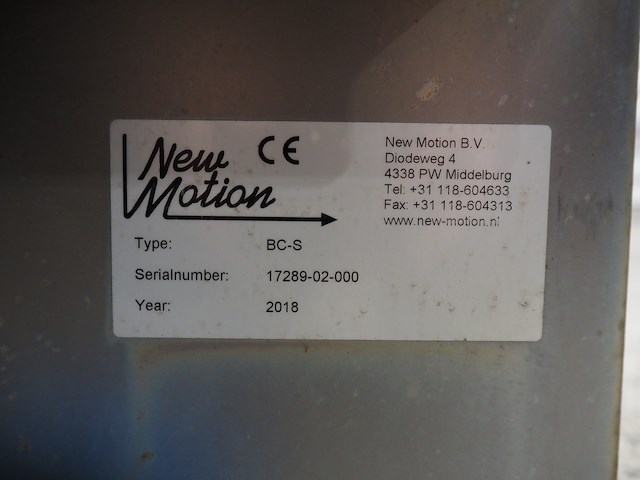 New Motion
CE
New Motion B.V.
Diodeweg 4
4338 PW Middelburg
Tel: +31 118-604633
Fax: +31 118-604313
www.new-motion.nl
Type: BC-S
Serialnumber: 17289-02-000
Year: 2018